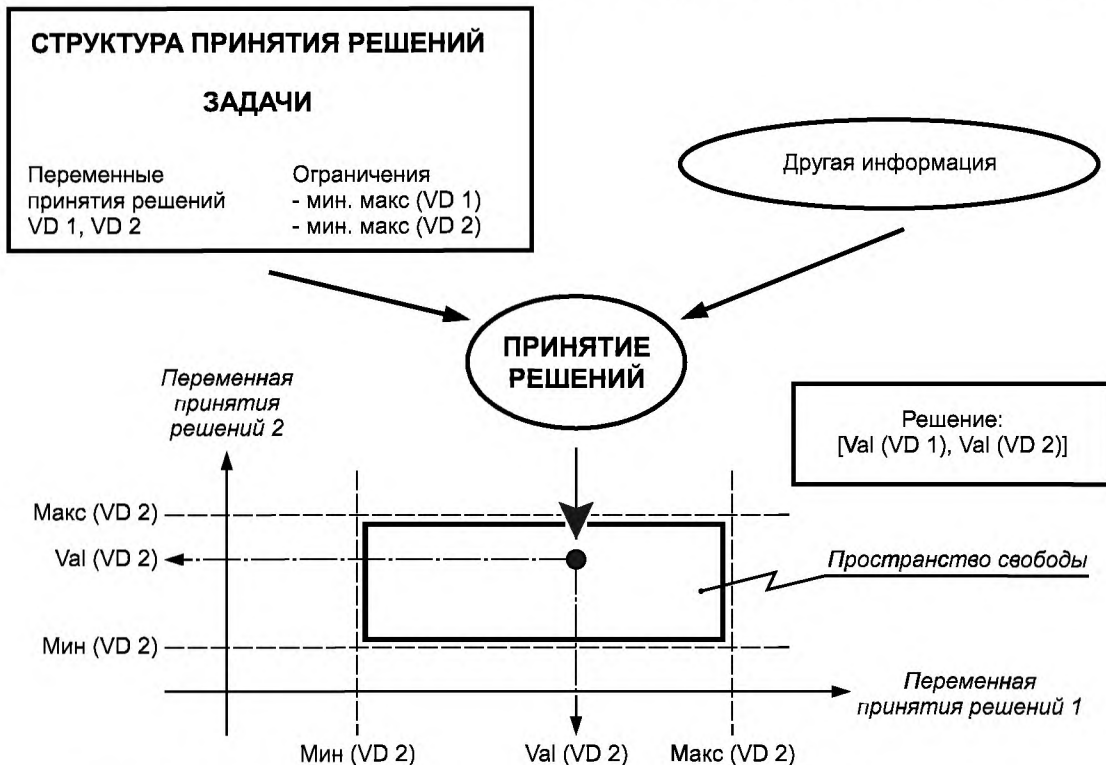 СТРУКТУРА ПРИНЯТИЯ РЕШЕНИЙ
ЗАДАЧИ
Переменные
принятия решений
VD 1, VD 2
Ограничения
- мин. макс (VD 1)
- мин. макс (VD 2)
Другая информация
ПРИНЯТИЕ
РЕШЕНИЙ
Переменная
принятия
решений 2
Решение:
[Val (VD 1), Val (VD 2)]
Макс (VD 2)
Val (VD 2)
Пространство свободы
Мин (VD 2)
Переменная
принятия решений 1
Мин (VD 2)
Val (VD 2)
Макс (VD 2)